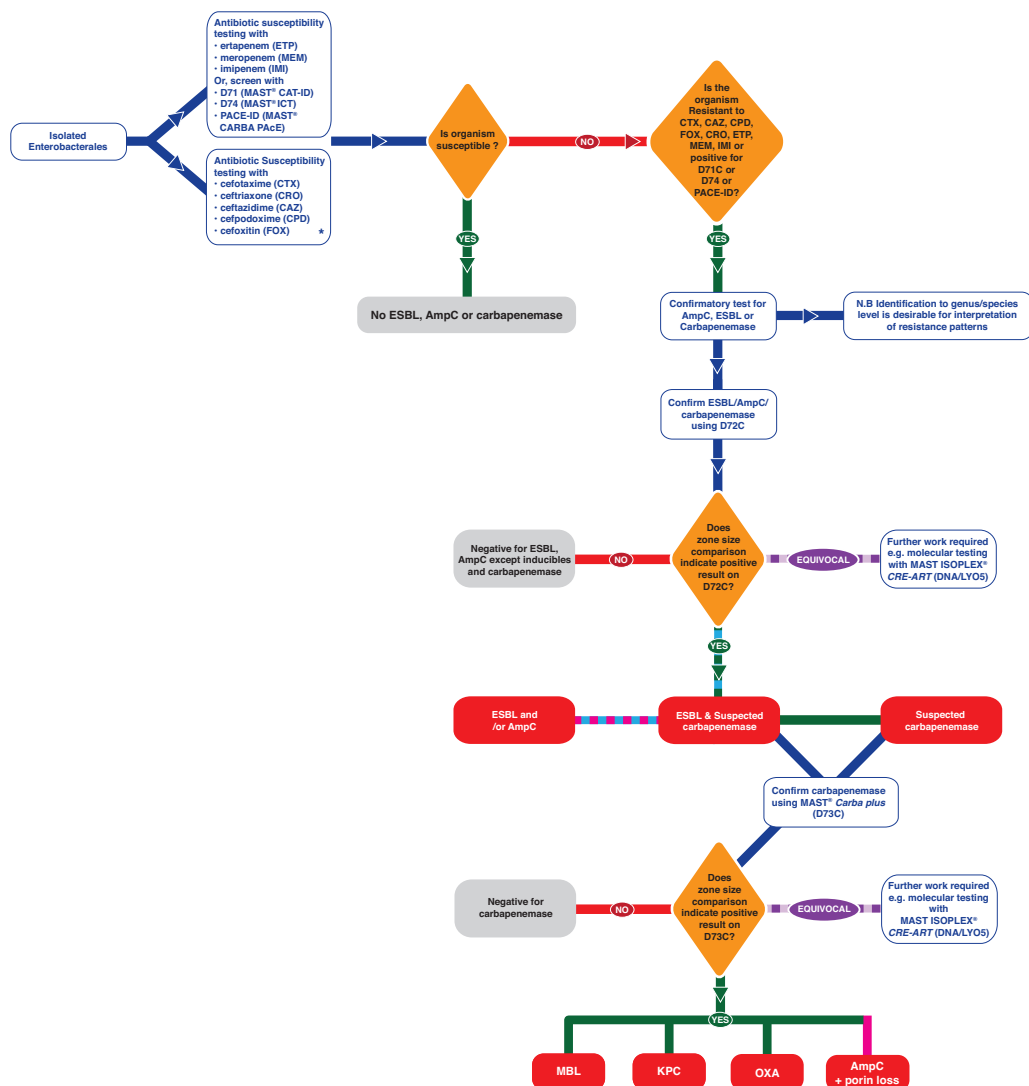 Isolated
Enterobacterales
Antibiotic susceptibility
testing with
• ertapenem (ETP)
• meropenem (MEM)
• imipenem (IMI)
Or, screen with
• D71 (MAST® CAT-ID)
• D74 (MAST® ICT)
• PACE-ID (MAST®
CARBA PAcE)
Antibiotic Susceptibility
testing with
• cefotaxime (CTX)
• ceftriaxone (CRO)
• ceftazidime (CAZ)
• cefpodoxime (CPD)
• cefoxitin (FOX) *
Is organism
susceptible ?
NO
YES
No ESBL, AmpC or carbapenemase
Is the
organism
Resistant to
CTX, CAZ, CPD,
FOX, CRO, ETP,
MEM, IMI or
positive for
D71C or
D74 or
PACE-ID?
YES
Confirmatory test for
AmpC, ESBL or
Carbapenemase
N.B Identification to genus/species
level is desirable for interpretation
of resistance patterns
Confirm ESBL/AmpC/
carbapenemase
using D72C
Does
zone size
comparison
indicate positive
result on
D72C?
NO
Negative for ESBL,
AmpC except inducibles
and carbapenemase
EQUIVOCAL
Further work required
e.g. molecular testing
with MAST ISOPLEX®
CRE-ART (DNA/LYO5)
YES
ESBL and
/or AmpC
ESBL & Suspected
carbapenemase
Suspected
carbapenemase
Confirm carbapenemase
using MAST® Carba plus
(D73C)
Does
zone size
comparison
indicate positive
result on
D73C?
NO
Negative for
carbapenemase
EQUIVOCAL
Further work required
e.g. molecular testing
with
MAST ISOPLEX®
CRE-ART (DNA/LYO5)
YES
MBL
KPC
OXA
AmpC
+ porin loss